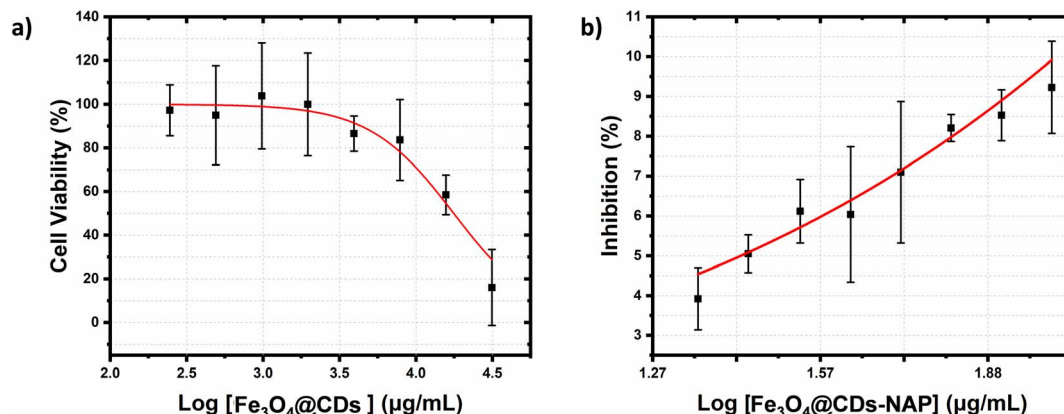 a)
Cell Viability (%)
140
120
100
80
60
40
20
0
2.0 2.5 3.0 3.5 4.0 4.5
Log [Fe₃O₄@CDs ] (µg/mL)
b)
Inhibition (%)
11
10
9
8
7
6
5
4
3
1.27 1.57 1.88
Log [Fe₃O₄@CDs-NAP] (µg/mL)